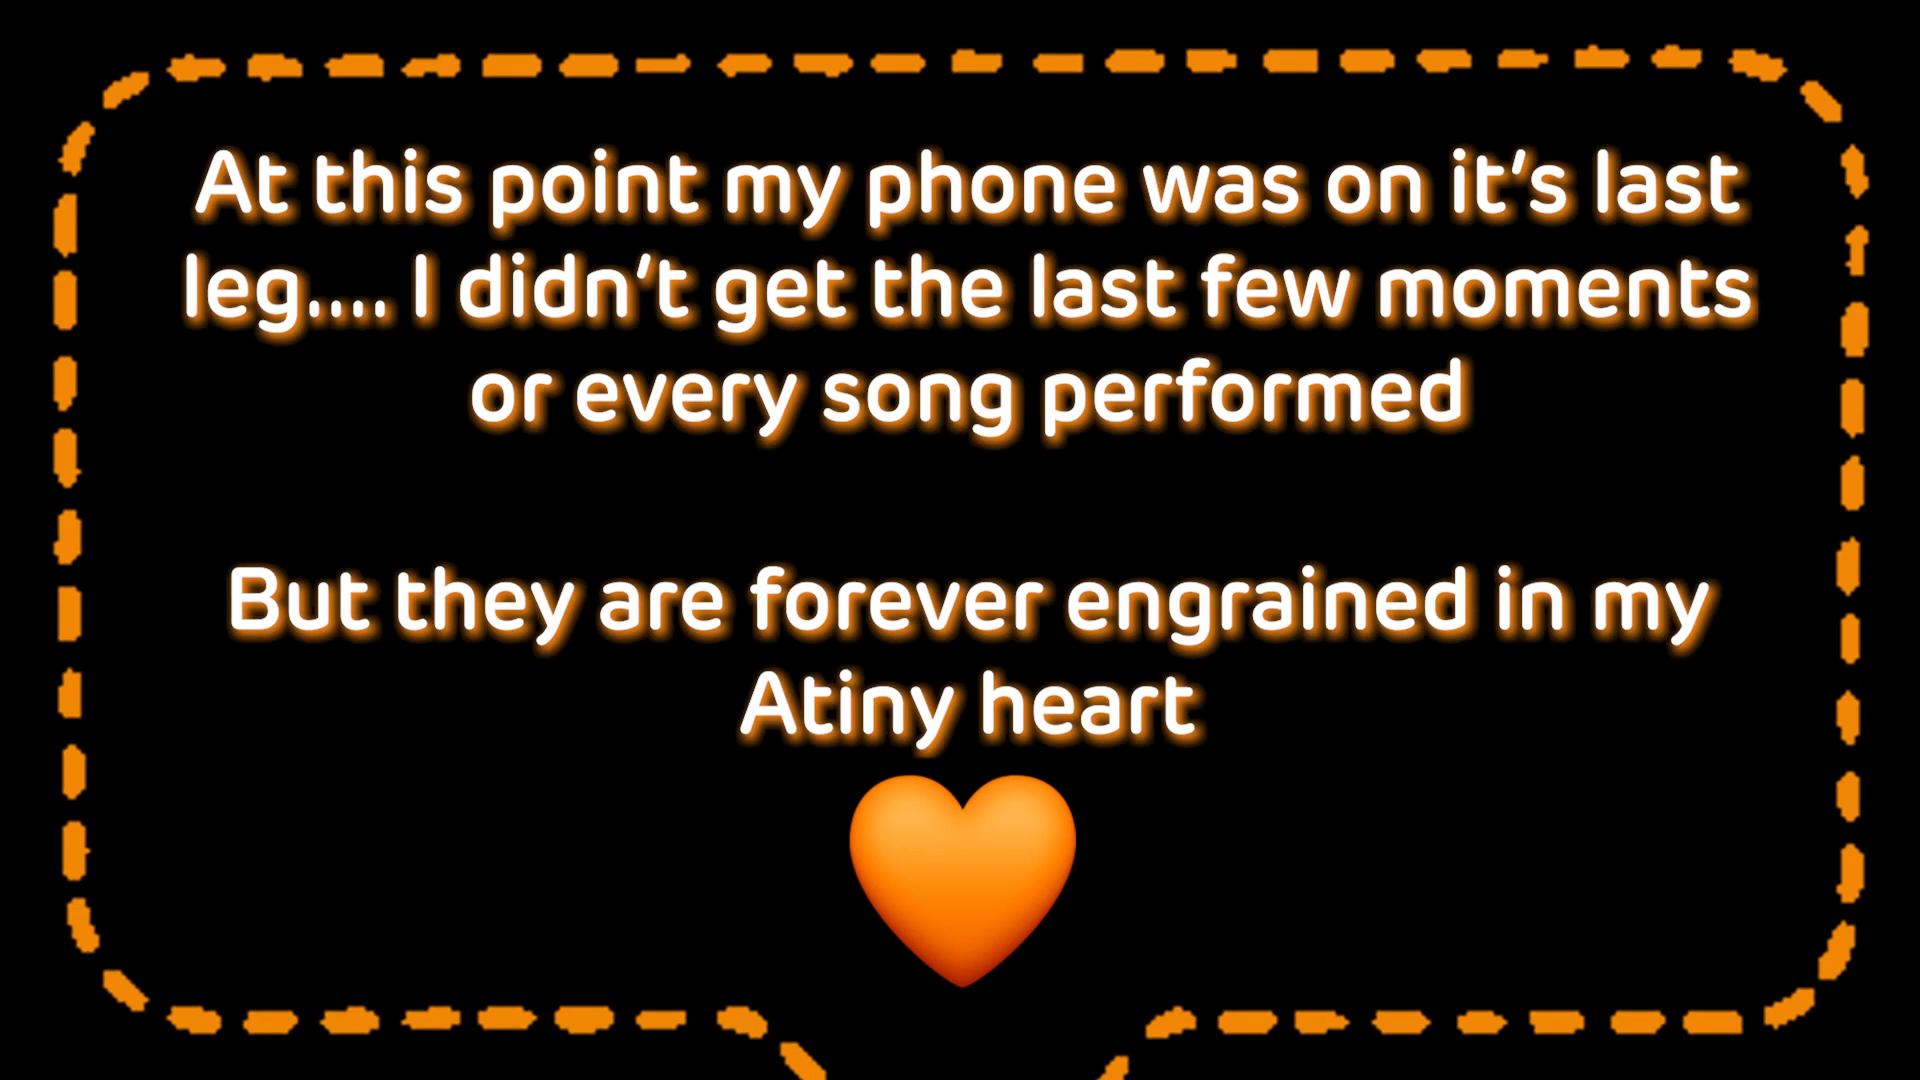 At this point my phone was on it’s last
leg.... I didn’t get the last few moments
or every song performed
But they are forever engrained in my
Atiny heart